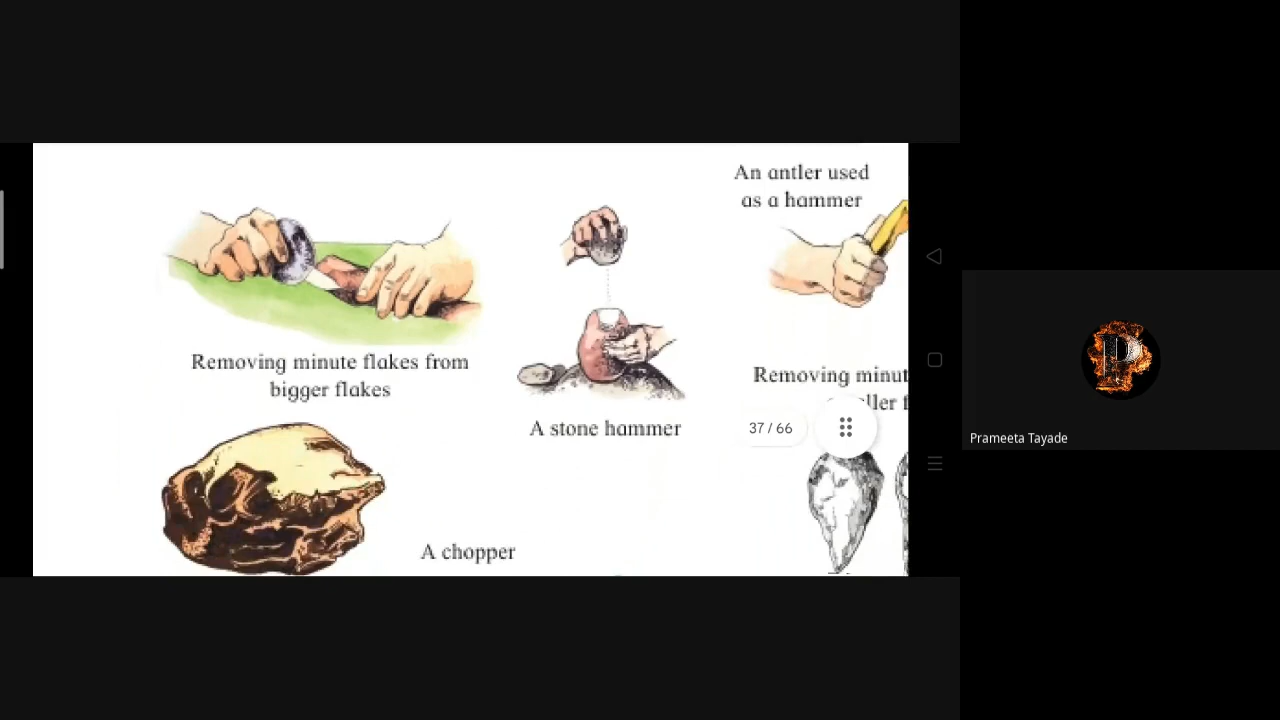 An antler used
as a hammer
Removing minute flakes from
bigger flakes
A stone hammer
Removing
37 / 66
A chopper
Prameeta Tayade